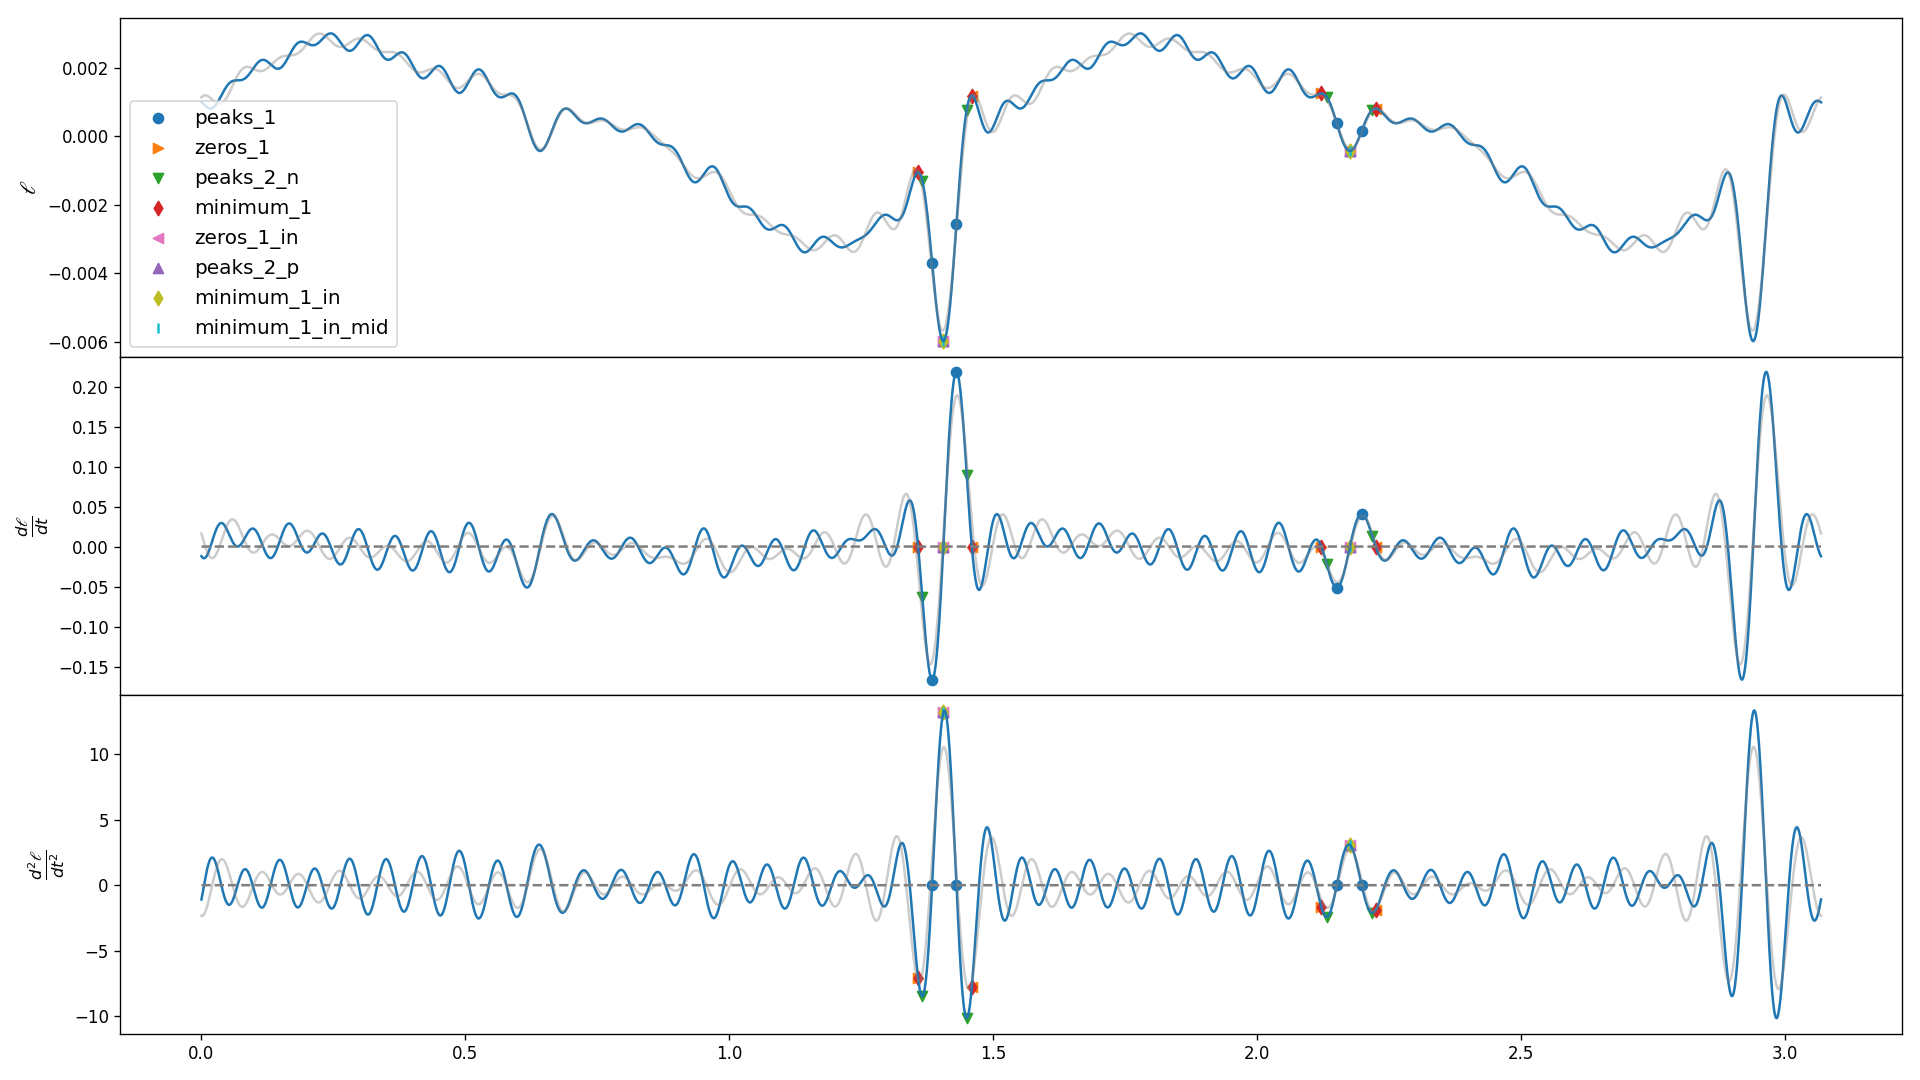 0.002
0.000
−0.002
−0.004
−0.006
ℓ
peaks_1
zeros_1
peaks_2_n
minimum_1
zeros_1_in
peaks_2_p
minimum_1_in
minimum_1_in_mid
0.20
0.15
0.10
0.05
0.00
−0.05
−0.10
−0.15
dℓ/dt
10
5
0
−5
−10
d²ℓ/dt²
0.0 0.5 1.0 1.5 2.0 2.5 3.0